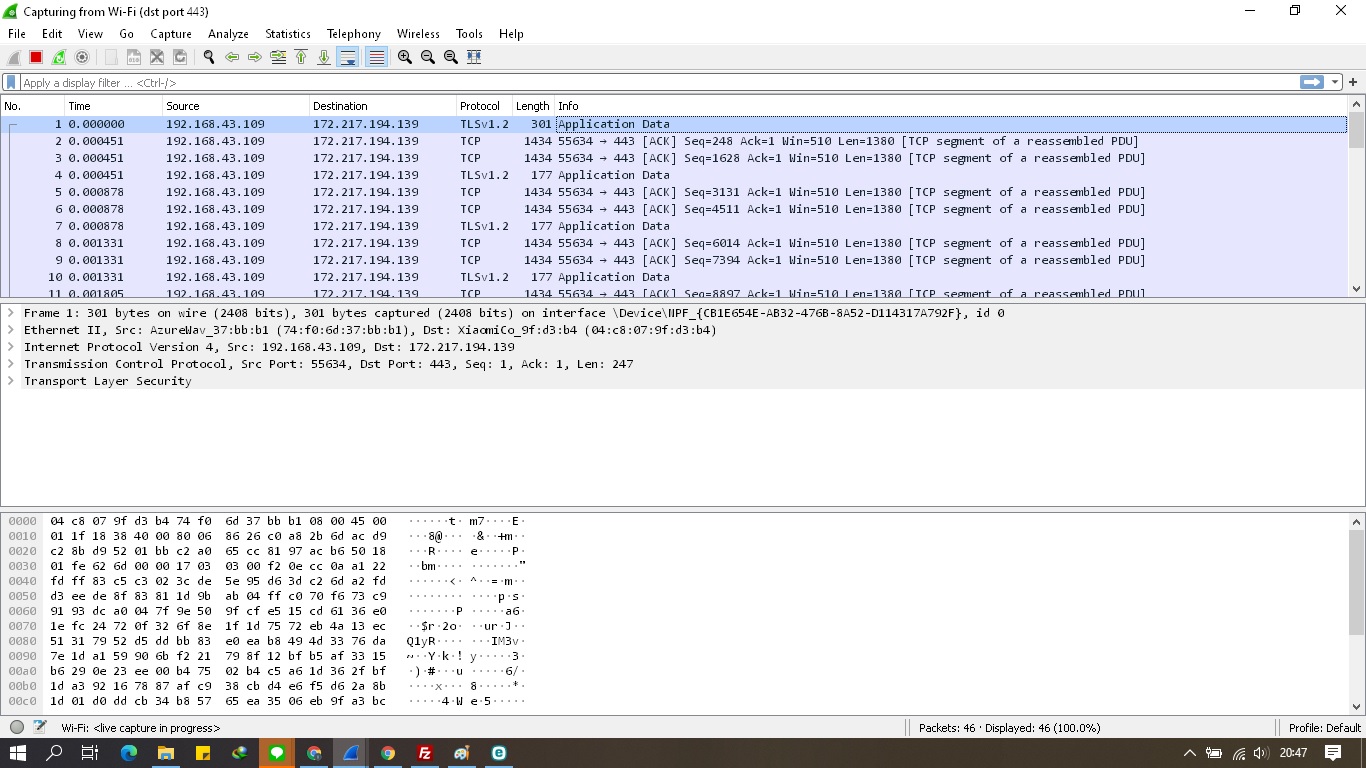 Capturing from Wi-Fi (dst port 443)
File Edit View Go Capture Analyze Statistics Telephony Wireless Tools Help
Apply a display filter ... <Ctrl-/>
No. Time Source Destination Protocol Length Info
1 0.000000 192.168.43.109 172.217.194.139 TLSv1.2 301 Application Data
2 0.000451 192.168.43.109 172.217.194.139 TCP 1434 55634 → 443 [ACK] Seq=248 Ack=1 Win=510 Len=1380 [TCP segment of a reassembled PDU]
3 0.000451 192.168.43.109 172.217.194.139 TCP 1434 55634 → 443 [ACK] Seq=1628 Ack=1 Win=510 Len=1380 [TCP segment of a reassembled PDU]
4 0.000451 192.168.43.109 172.217.194.139 TLSv1.2 177 Application Data
5 0.000878 192.168.43.109 172.217.194.139 TCP 1434 55634 → 443 [ACK] Seq=3131 Ack=1 Win=510 Len=1380 [TCP segment of a reassembled PDU]
6 0.000878 192.168.43.109 172.217.194.139 TCP 1434 55634 → 443 [ACK] Seq=4511 Ack=1 Win=510 Len=1380 [TCP segment of a reassembled PDU]
7 0.000878 192.168.43.109 172.217.194.139 TLSv1.2 177 Application Data
8 0.001331 192.168.43.109 172.217.194.139 TCP 1434 55634 → 443 [ACK] Seq=6014 Ack=1 Win=510 Len=1380 [TCP segment of a reassembled PDU]
9 0.001331 192.168.43.109 172.217.194.139 TCP 1434 55634 → 443 [ACK] Seq=7394 Ack=1 Win=510 Len=1380 [TCP segment of a reassembled PDU]
10 0.001331 192.168.43.109 172.217.194.139 TLSv1.2 177 Application Data
11 0.001805 192.168.43.109 172.217.194.139 TCP 1434 55634 → 443 [ACK] Seq=8897 Ack=1 Win=510 Len=1380 [TCP segment of a reassembled PDU]
Frame 1: 301 bytes on wire (2408 bits), 301 bytes captured (2408 bits) on interface \Device\NPF_{CB1E654E-AB32-476B-8A52-D114317A792F}, id 0
Ethernet II, Src: AzureWav_37:bb:b1 (74:f0:6d:37:bb:b1), Dst: XiaomiCo_9f:d3:b4 (04:c8:07:9f:d3:b4)
Internet Protocol Version 4, Src: 192.168.43.109, Dst: 172.217.194.139
Transmission Control Protocol, Src Port: 55634, Dst Port: 443, Seq: 1, Ack: 1, Len: 247
Transport Layer Security
0000 04 c8 07 9f d3 b4 74 f0 6d 37 bb b1 08 00 45 00 ······t· m7····E·
0010 01 1f 18 38 40 00 80 06 86 26 c0 a8 2b 6d ac d9 ···8@··· ·&··+m··
0020 c2 8b d9 52 01 bb c2 a0 65 cc 81 97 ac b6 50 18 ···R···· e·····P·
0030 01 fe 62 6d 00 00 17 03 03 00 f2 0e cc 0a a1 22 ··bm···· ·······"
0040 fd ff 83 c5 c3 02 3c de 5e 95 d6 3d c2 6d a2 fd ······<· ^··=·m··
0050 d3 ee de 8f 83 81 1d 9b ab 04 ff c0 70 f6 73 c9 ········ ····p·s·
0060 91 93 dc a0 04 7f 9e 50 9f cf e5 15 cd 61 36 e0 ·······P ·····a6·
0070 1e fc 24 72 0f 32 6f 8e 1f 1d 75 72 eb 4a 13 ec ··$r·2o· ··ur·J··
0080 51 31 79 52 d5 dd bb 83 e0 ea b8 49 4d 33 76 da Q1yR···· ···IM3v·
0090 7e 1d a1 59 90 6b f2 21 79 8f 12 bf b5 af 33 15 ~··Y·k·! y·····3·
00a0 b6 29 0e 23 ee 00 b4 75 02 b4 c5 a6 1d 36 2f bf ·)·#···u ·····6/·
00b0 1d a3 92 16 78 87 af c9 38 cb d4 e6 f5 d6 2a 8b ····x··· 8·····*·
00c0 1d 01 d0 dd cb 34 b8 57 65 ea 35 06 eb 9f a3 bc ·····4·W e·5·····
Wi-Fi: <live capture in progress> Packets: 46 · Displayed: 46 (100.0%) Profile: Default
20:47